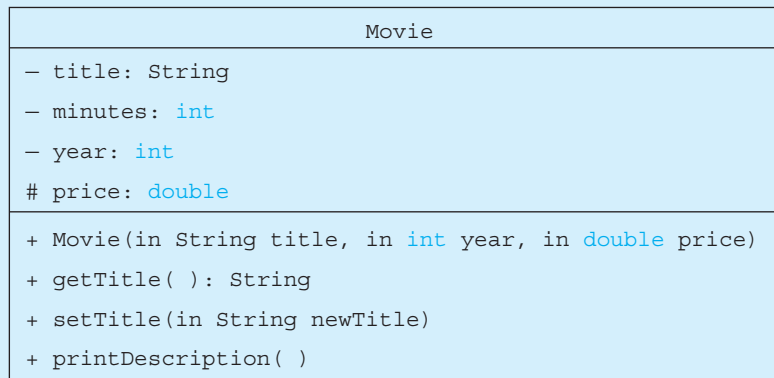 Movie
– title: String
– minutes: int
– year: int
# price: double
+ Movie(in String title, in int year, in double price)
+ getTitle( ): String
+ setTitle(in String newTitle)
+ printDescription( )